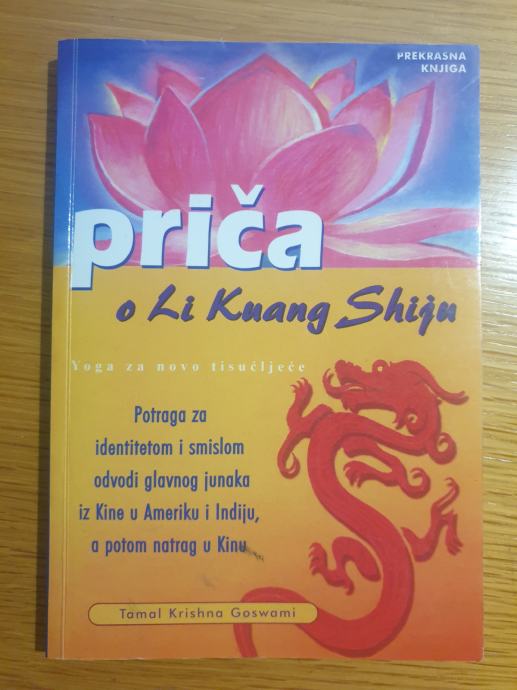 PREKRASNA
KNJIGA
priča
o Li Kuang Shiju
Yoga za novo tisućljeće
Potraga za
identitetom i smislom
odvodi glavnog junaka
iz Kine u Ameriku i Indiju,
a potom natrag u Kinu
Tamal Krishna Goswami